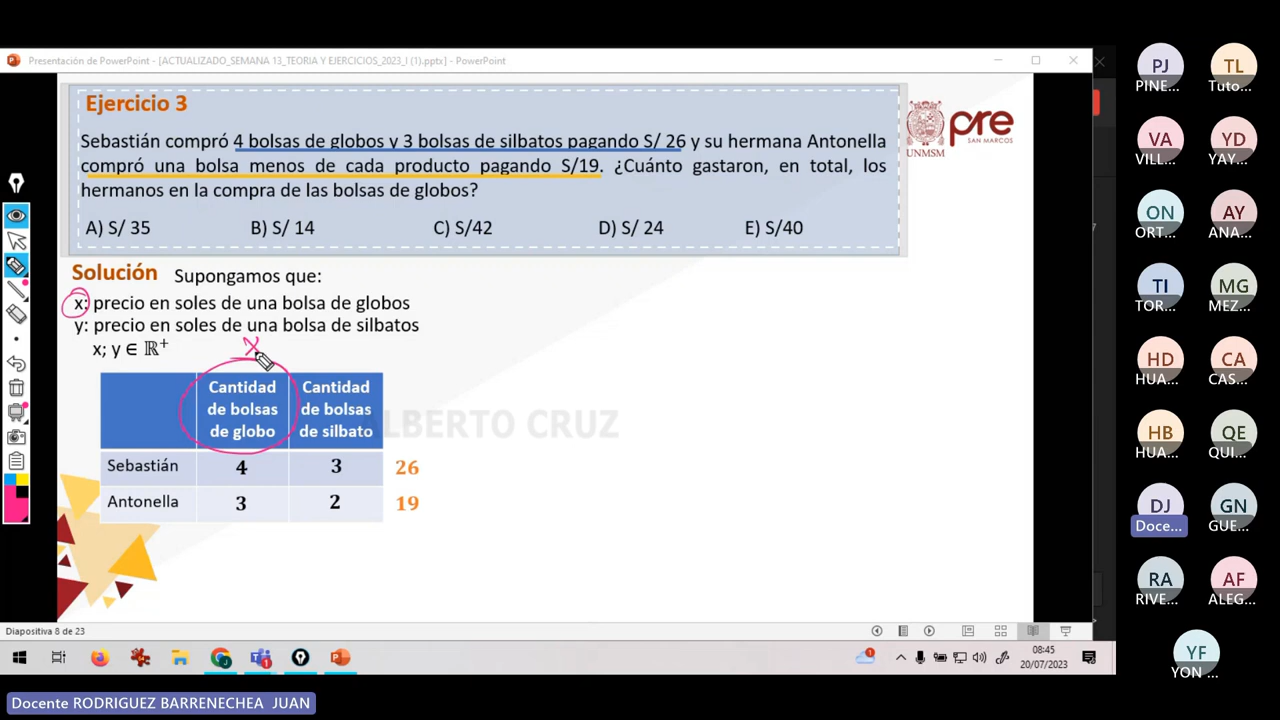 Presentación de PowerPoint - [ACTUALIZADO_SEMANA 13_TEORIA Y EJERCICIOS_2023_I (1).pptx] - PowerPoint
Ejercicio 3
Sebastián compró 4 bolsas de globos y 3 bolsas de silbatos pagando S/ 26 y su hermana Antonella
compró una bolsa menos de cada producto pagando S/19. ¿Cuánto gastaron, en total, los
hermanos en la compra de las bolsas de globos?
A) S/ 35 B) S/ 14 C) S/42 D) S/ 24 E) S/40
UNMSM
pre
SAN MARCOS
Solución Supongamos que:
x: precio en soles de una bolsa de globos
y: precio en soles de una bolsa de silbatos
x; y ∈ ℝ⁺
x
Cantidad de bolsas de globo
Cantidad de bolsas de silbato
Sebastián 4 3 26
Antonella 3 2 19
ALBERTO CRUZ
Diapositiva 8 de 23
08:45
20/07/2023
PJ
PINE...
TL
Tuto...
VA
VILL...
YD
YAY...
ON
ORT...
AY
ANA...
TI
TOR...
MG
MEZ...
HD
HUA...
CA
CAS...
HB
HUA...
QE
QUI...
DJ
Doce...
GN
GUE...
RA
RIVE...
AF
ALEG...
YF
YON ...
Docente RODRIGUEZ BARRENECHEA JUAN